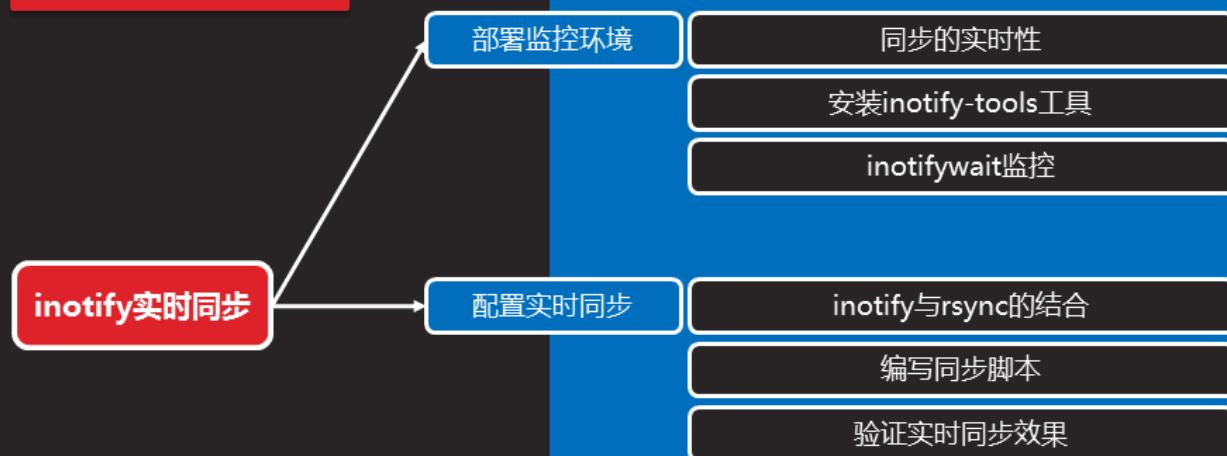 部署监控环境
同步的实时性
安装inotify-tools工具
inotifywait监控
inotify实时同步
配置实时同步
inotify与rsync的结合
编写同步脚本
验证实时同步效果